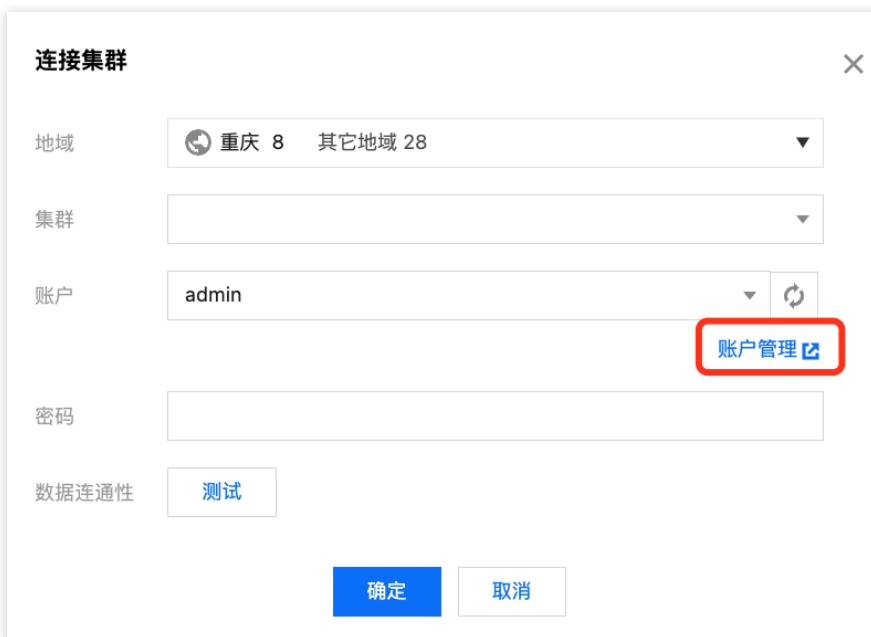 连接集群
地域 重庆 8 其它地域 28
集群
账户 admin
账户管理
密码
数据连通性 测试
确定 取消